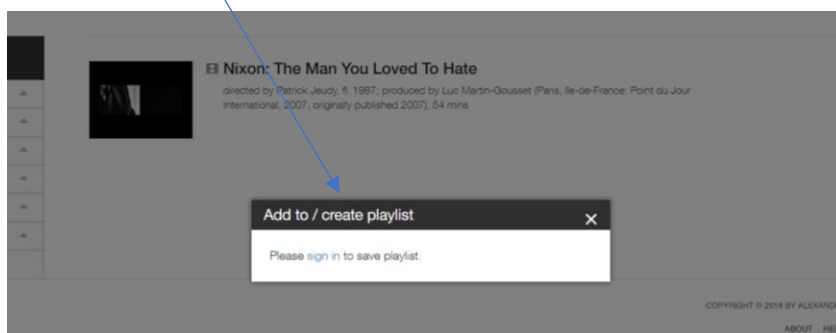 Nixon: The Man You Loved To Hate
directed by Patrick Jeudy, fl. 1987; produced by Luc Martin-Gousset (Paris, Ile-de-France: Point du Jour
International, 2007, originally published 2007), 54 mins
Add to / create playlist
Please sign in to save playlist.
COPYRIGHT © 2018 BY ALEXAND
ABOUT HE